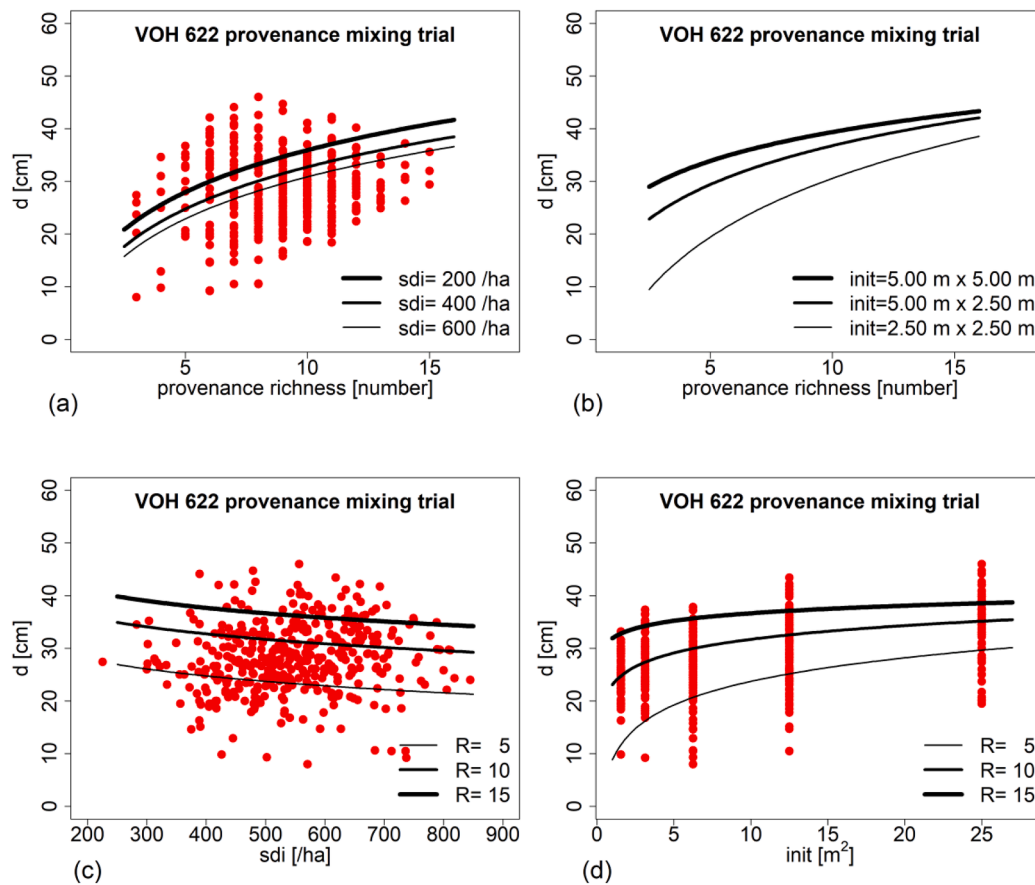 VOH 622 provenance mixing trial
d [cm]
0 10 20 30 40 50 60
sdi= 200 /ha
sdi= 400 /ha
sdi= 600 /ha
5 10 15
provenance richness [number]
(a)
VOH 622 provenance mixing trial
d [cm]
0 10 20 30 40 50 60
init=5.00 m x 5.00 m
init=5.00 m x 2.50 m
init=2.50 m x 2.50 m
5 10 15
provenance richness [number]
(b)
VOH 622 provenance mixing trial
d [cm]
0 10 20 30 40 50 60
R= 5
R= 10
R= 15
200 300 400 500 600 700 800 900
sdi [/ha]
(c)
VOH 622 provenance mixing trial
d [cm]
0 10 20 30 40 50 60
R= 5
R= 10
R= 15
0 5 10 15 20 25
init [m²]
(d)